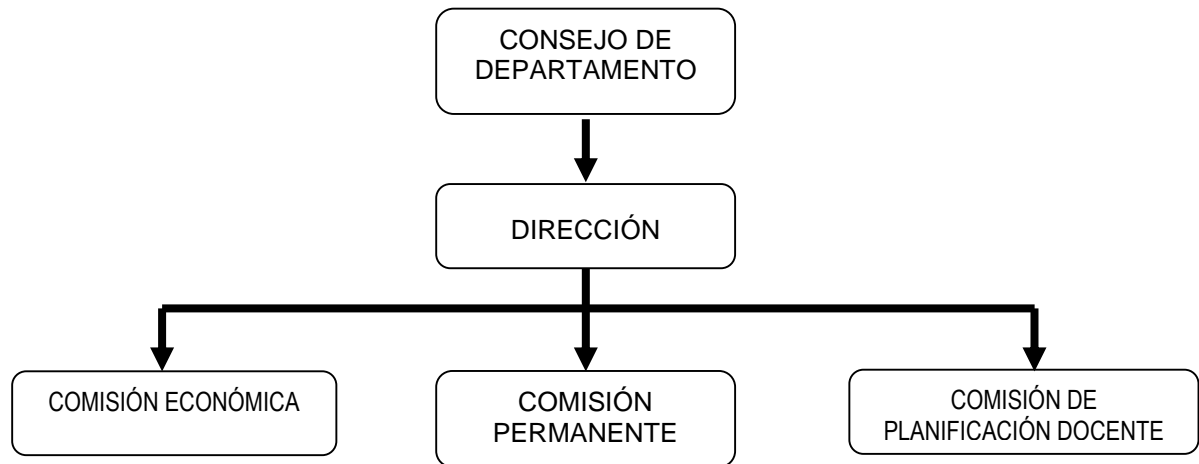 CONSEJO DE
DEPARTAMENTO
DIRECCIÓN
COMISIÓN ECONÓMICA
COMISIÓN
PERMANENTE
COMISIÓN DE
PLANIFICACIÓN DOCENTE